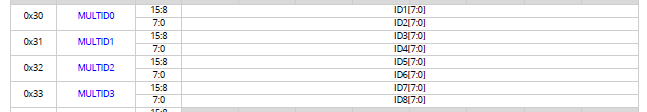 15:8 ID1[7:0]
0x30 MULTID0
7:0 ID2[7:0]
15:8 ID3[7:0]
0x31 MULTID1
7:0 ID4[7:0]
15:8 ID5[7:0]
0x32 MULTID2
7:0 ID6[7:0]
15:8 ID7[7:0]
0x33 MULTID3
7:0 ID8[7:0]
15:8